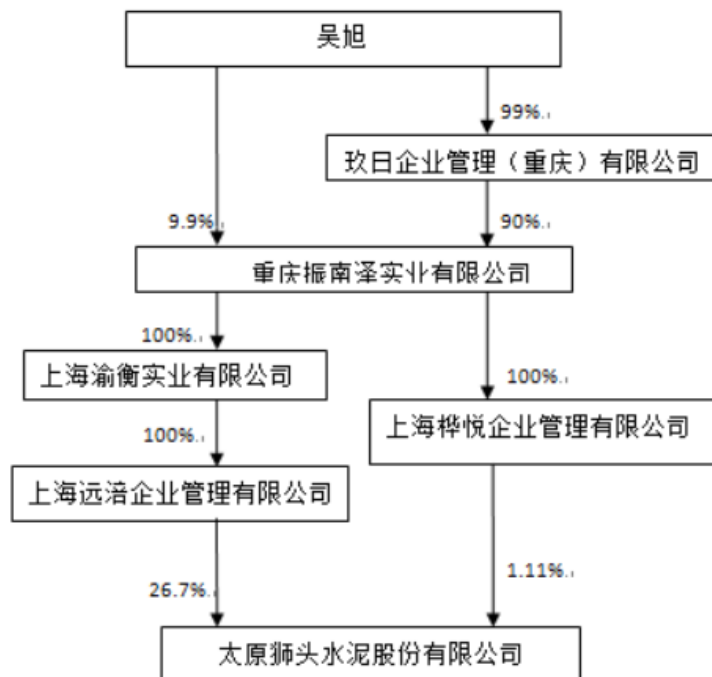 吴旭
99%
玖日企业管理（重庆）有限公司
9.9%
90%
重庆振南泽实业有限公司
100%
上海渝衡实业有限公司
100%
上海桦悦企业管理有限公司
100%
上海远涪企业管理有限公司
1.11%
26.7%
太原狮头水泥股份有限公司